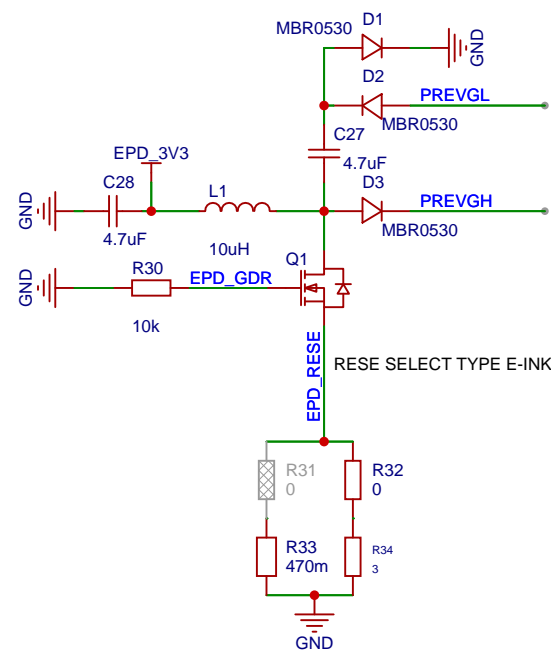 D1
MBR0530
GND
D2
PREVGL
MBR0530
C27
4.7uF
EPD_3V3
C28
L1
D3
PREVGH
GND
4.7uF
10uH
MBR0530
Q1
R30
EPD_GDR
GND
10k
EPD_RESE
RESE SELECT TYPE E-INK
R31
0
R32
0
R33
470m
R34
3
GND